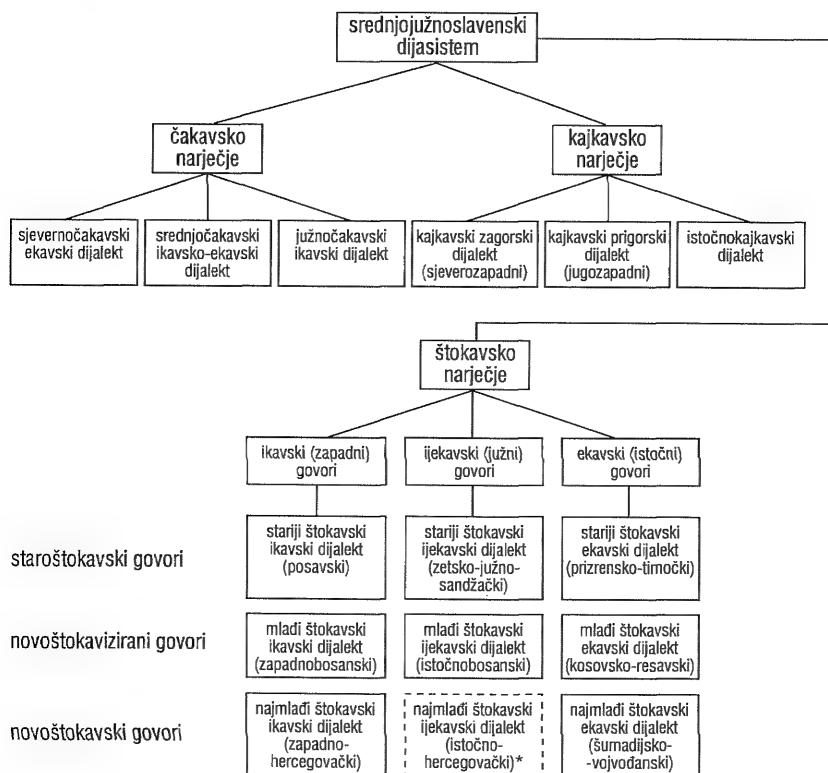 srednjojužnoslavenski
dijasistem
čakavsko
narječje
kajkavsko
narječje
sjevernočakavski
ekavski dijalekt
srednjočakavski
ikavsko-ekavski
dijalekt
južnočakavski
ikavski dijalekt
kajkavski zagorski
dijalekt
(sjeverozapadni)
kajkavski prigorski
dijalekt
(jugozapadni)
istočnokajkavski
dijalekt
štokavsko
narječje
ikavski (zapadni)
govori
ijekavski (južni)
govori
ekavski (istočni)
govori
staroštokavski govori
stariji štokavski
ikavski dijalekt
(posavski)
stariji štokavski
ijekavski dijalekt
(zetsko-južno-
sandžački)
stariji štokavski
ekavski dijalekt
(prizrensko-timočki)
novoštokavizirani govori
mlađi štokavski
ikavski dijalekt
(zapadnobosanski)
mlađi štokavski
ijekavski dijalekt
(istočnobosanski)
mlađi štokavski
ekavski dijalekt
(kosovsko-resavski)
novoštokavski govori
najmlađi štokavski
ikavski dijalekt
(zapadno-
hercegovački)
najmlađi štokavski
ijekavski dijalekt
(istočno-
hercegovački)*
najmlađi štokavski
ekavski dijalekt
(šumadijsko-
-vojvođanski)